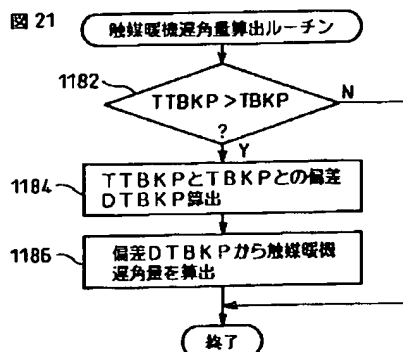 図21
触媒暖機遅角量算出ルーチン
1182
TTBKP>TBKP
?
N
Y
1184
TTBKPとTBKPとの偏差
DTBKP算出
1186
偏差DTBKPから触媒暖機
遅角量を算出
終了